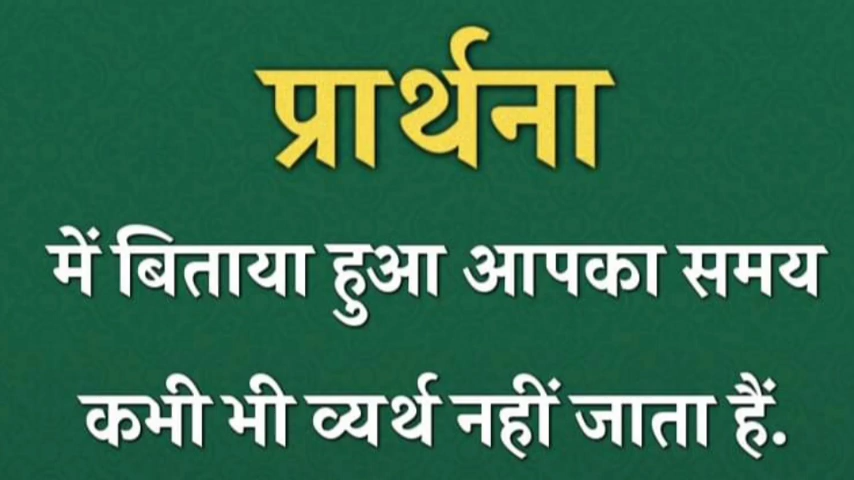 प्रार्थना
में बिताया हुआ आपका समय
कभी भी व्यर्थ नहीं जाता हैं.